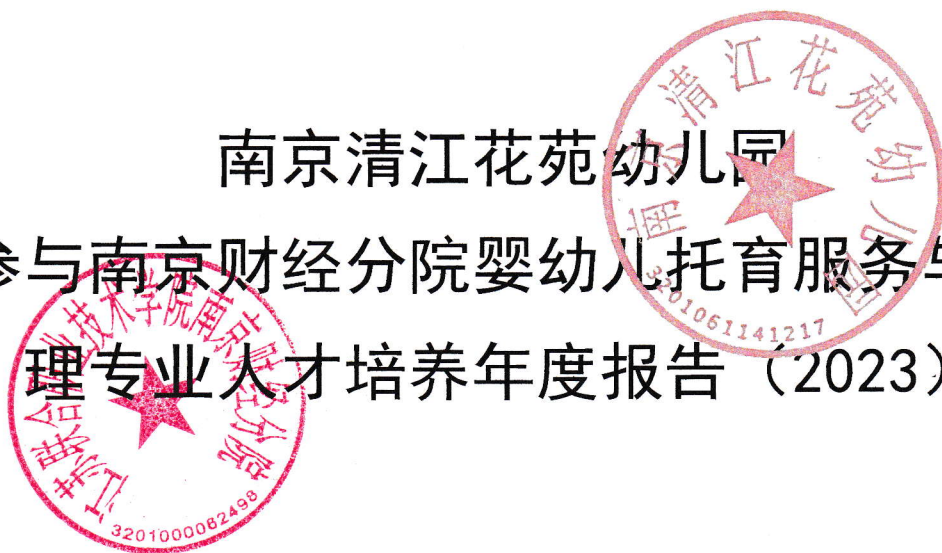 南京清江花苑幼儿园
参与南京财经分院婴幼儿托育服务与
理专业人才培养年度报告（2023）
南京清江花苑幼儿园
3201061141217
江苏联合职业技术学院南京财经分院
3201000062498